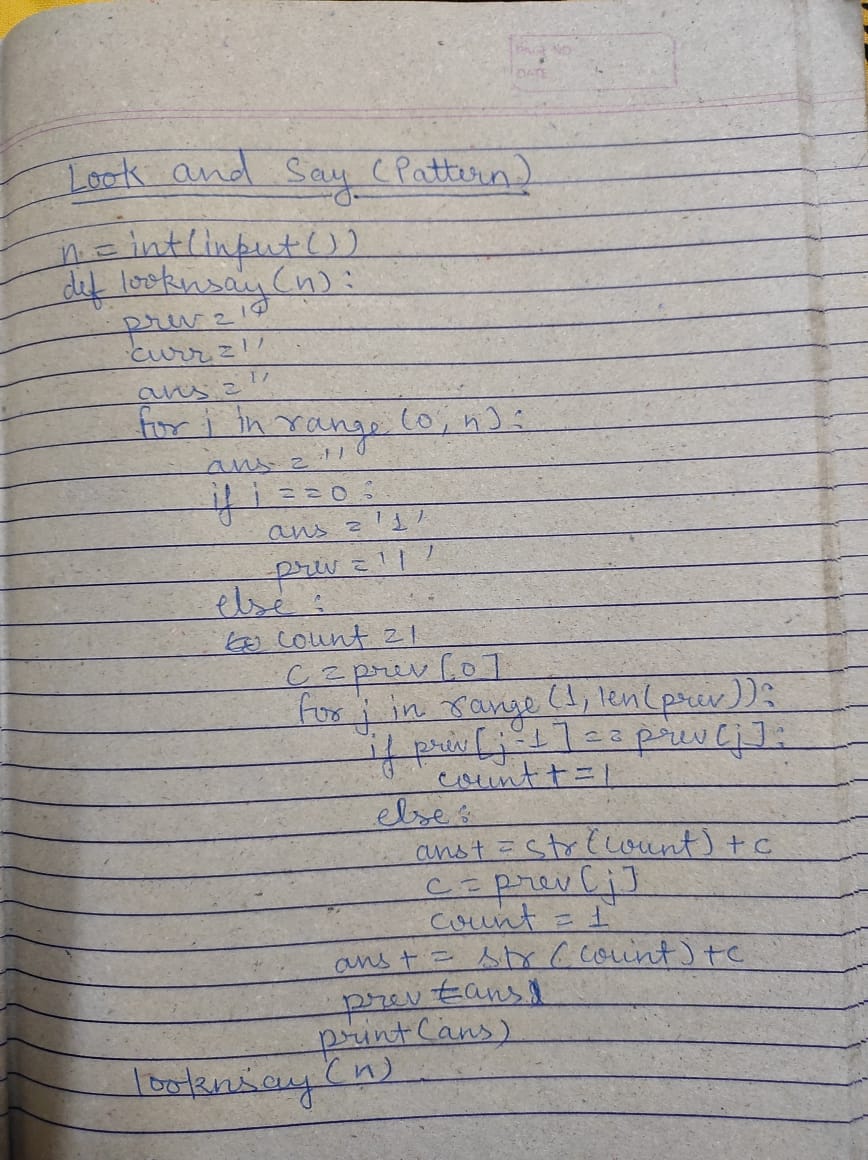 PAGE NO
DATE
Look and Say (Pattern)
n = int(input())
def looknsay(n):
prev = ''
curr = ''
ans = ''
for i in range(0, n):
ans = ''
if i == 0:
ans = '1'
prev = '1'
else:
count = 1
c = prev[0]
for j in range(1, len(prev)):
if prev[j-1] == prev[j]:
count += 1
else:
ans += str(count) + c
c = prev[j]
count = 1
ans += str(count) + c
prev = ans
print(ans)
looknsay(n)